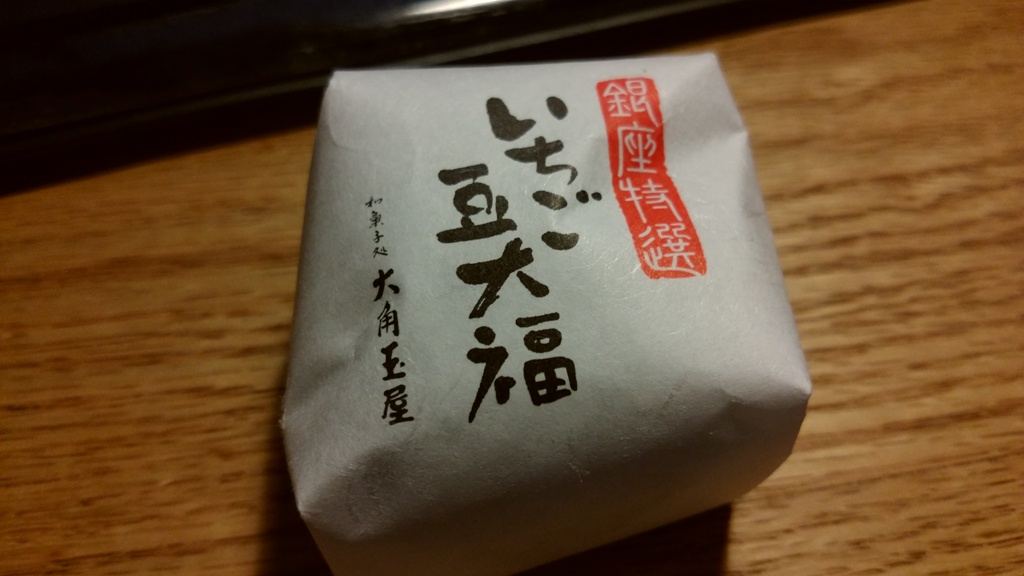 銀座特選
いちご
豆大福
和菓子処
大角玉屋